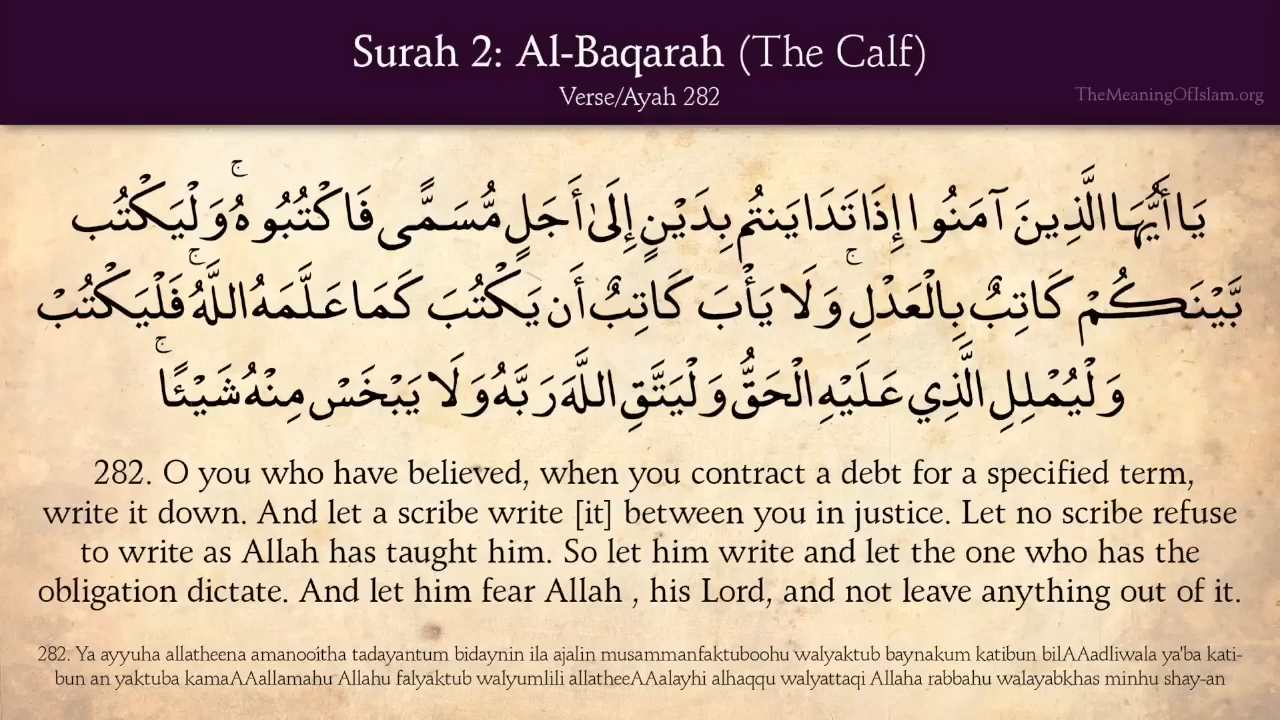 Surah 2: Al-Baqarah (The Calf)
Verse/Ayah 282
TheMeaningOfIslam.org
يَا أَيُّهَا الَّذِينَ آمَنُوا إِذَا تَدَايَنتُم بِدَيْنٍ إِلَىٰ أَجَلٍ مُّسَمًّى فَاكْتُبُوهُ ۚ وَلْيَكْتُب
بَّيْنَكُمْ كَاتِبٌ بِالْعَدْلِ ۚ وَلَا يَأْبَ كَاتِبٌ أَن يَكْتُبَ كَمَا عَلَّمَهُ اللَّهُ ۚ فَلْيَكْتُبْ
وَلْيُمْلِلِ الَّذِي عَلَيْهِ الْحَقُّ وَلْيَتَّقِ اللَّهَ رَبَّهُ وَلَا يَبْخَسْ مِنْهُ شَيْئًا ۚ
282. O you who have believed, when you contract a debt for a specified term,
write it down. And let a scribe write [it] between you in justice. Let no scribe refuse
to write as Allah has taught him. So let him write and let the one who has the
obligation dictate. And let him fear Allah , his Lord, and not leave anything out of it.
282. Ya ayyuha allatheena amanooítha tadayantum bidaynin ila ajalin musammanfaktuboohu walyaktub baynakum katibun bilAAadliwala ya'ba kati-
bun an yaktuba kamaAAallamahu Allahu falyaktub walyumlili allatheeAAalayhi alhaqqu walyattaqi Allaha rabbahu walayabkhas minhu shay-an